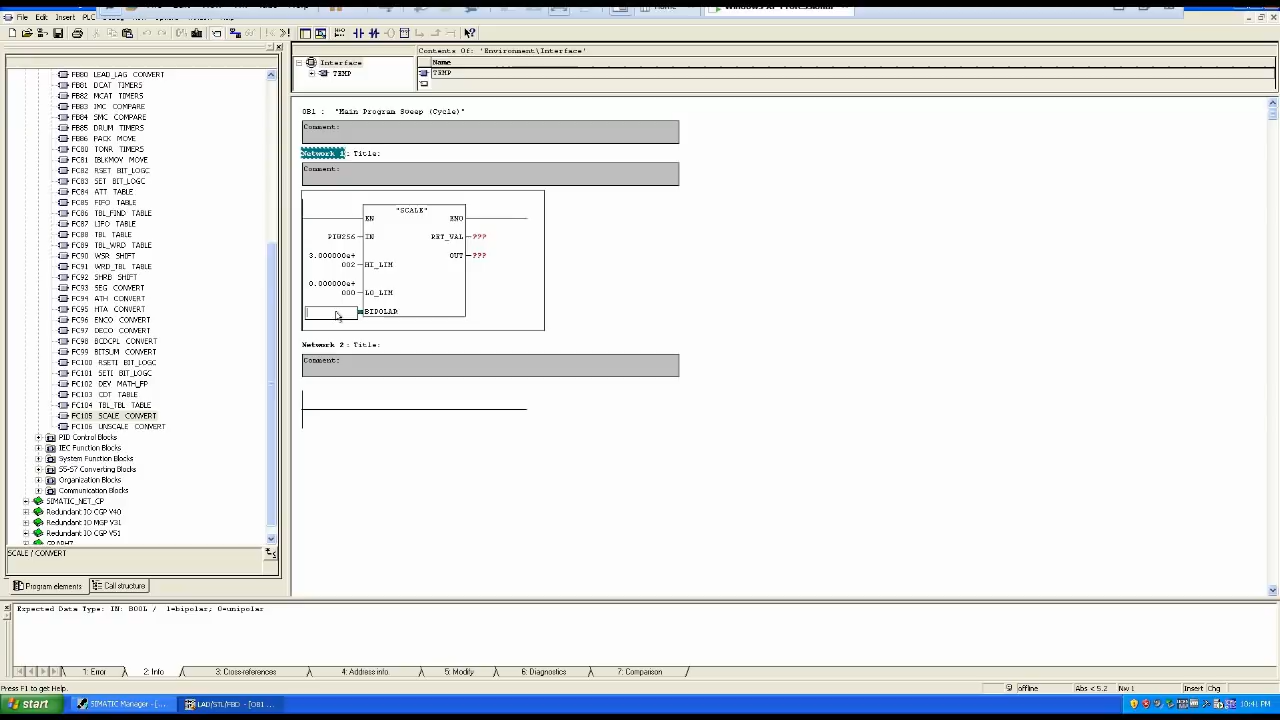 File Edit Insert PLC
Windows XP Professional
Interface
TEMP
Contents Of: 'Environment\Interface'
Name
TEMP
FB80 LEAD_LAG CONVERT
FB81 DCAT TIMERS
FB82 MCAT TIMERS
FB83 IMC COMPARE
FB84 SMC COMPARE
FB85 DRUM TIMERS
FB86 PACK MOVE
FC80 TONR TIMERS
FC81 IBLKMOV MOVE
FC82 RSET BIT_LOGC
FC83 SET BIT_LOGC
FC84 ATT TABLE
FC85 FIFO TABLE
FC86 TBL_FIND TABLE
FC87 LIFO TABLE
FC88 TBL TABLE
FC89 TBL_WRD TABLE
FC90 WSR SHIFT
FC91 WRD_TBL TABLE
FC92 SHRB SHIFT
FC93 SEG CONVERT
FC94 ATH CONVERT
FC95 HTA CONVERT
FC96 ENCO CONVERT
FC97 DECO CONVERT
FC98 BCDCPL CONVERT
FC99 BITSUM CONVERT
FC100 RSETI BIT_LOGC
FC101 SETI BIT_LOGC
FC102 DEV MATH_FP
FC103 CDT TABLE
FC104 TBL_TBL TABLE
FC105 SCALE CONVERT
FC106 UNSCALE CONVERT
PID Control Blocks
IEC Function Blocks
System Function Blocks
S5-S7 Converting Blocks
Organization Blocks
Communication Blocks
SIMATIC_NET_CP
Redundant IO CGP V40
Redundant IO MGP V31
Redundant IO CGP V51
SCALE / CONVERT
Program elements
Call structure
OB1 : "Main Program Sweep (Cycle)"
Comment:
Network 1: Title:
Comment:
"SCALE"
EN ENO
PIW256 IN RET_VAL ???
3.000000e+
002 HI_LIM
OUT ???
0.000000e+
000 LO_LIM
BIPOLAR
Network 2: Title:
Comment:
Expected Data Type: IN: BOOL / 1=bipolar; 0=unipolar
1: Error 2: Info 3: Cross-references 4: Address info. 5: Modify 6: Diagnostics 7: Comparison
Press F1 to get Help.
offline Abs < 5.2 Nw 1 Insert Chg
start SIMATIC Manager - [... LAD/STL/FBD - [OB1 ... 10:41 PM